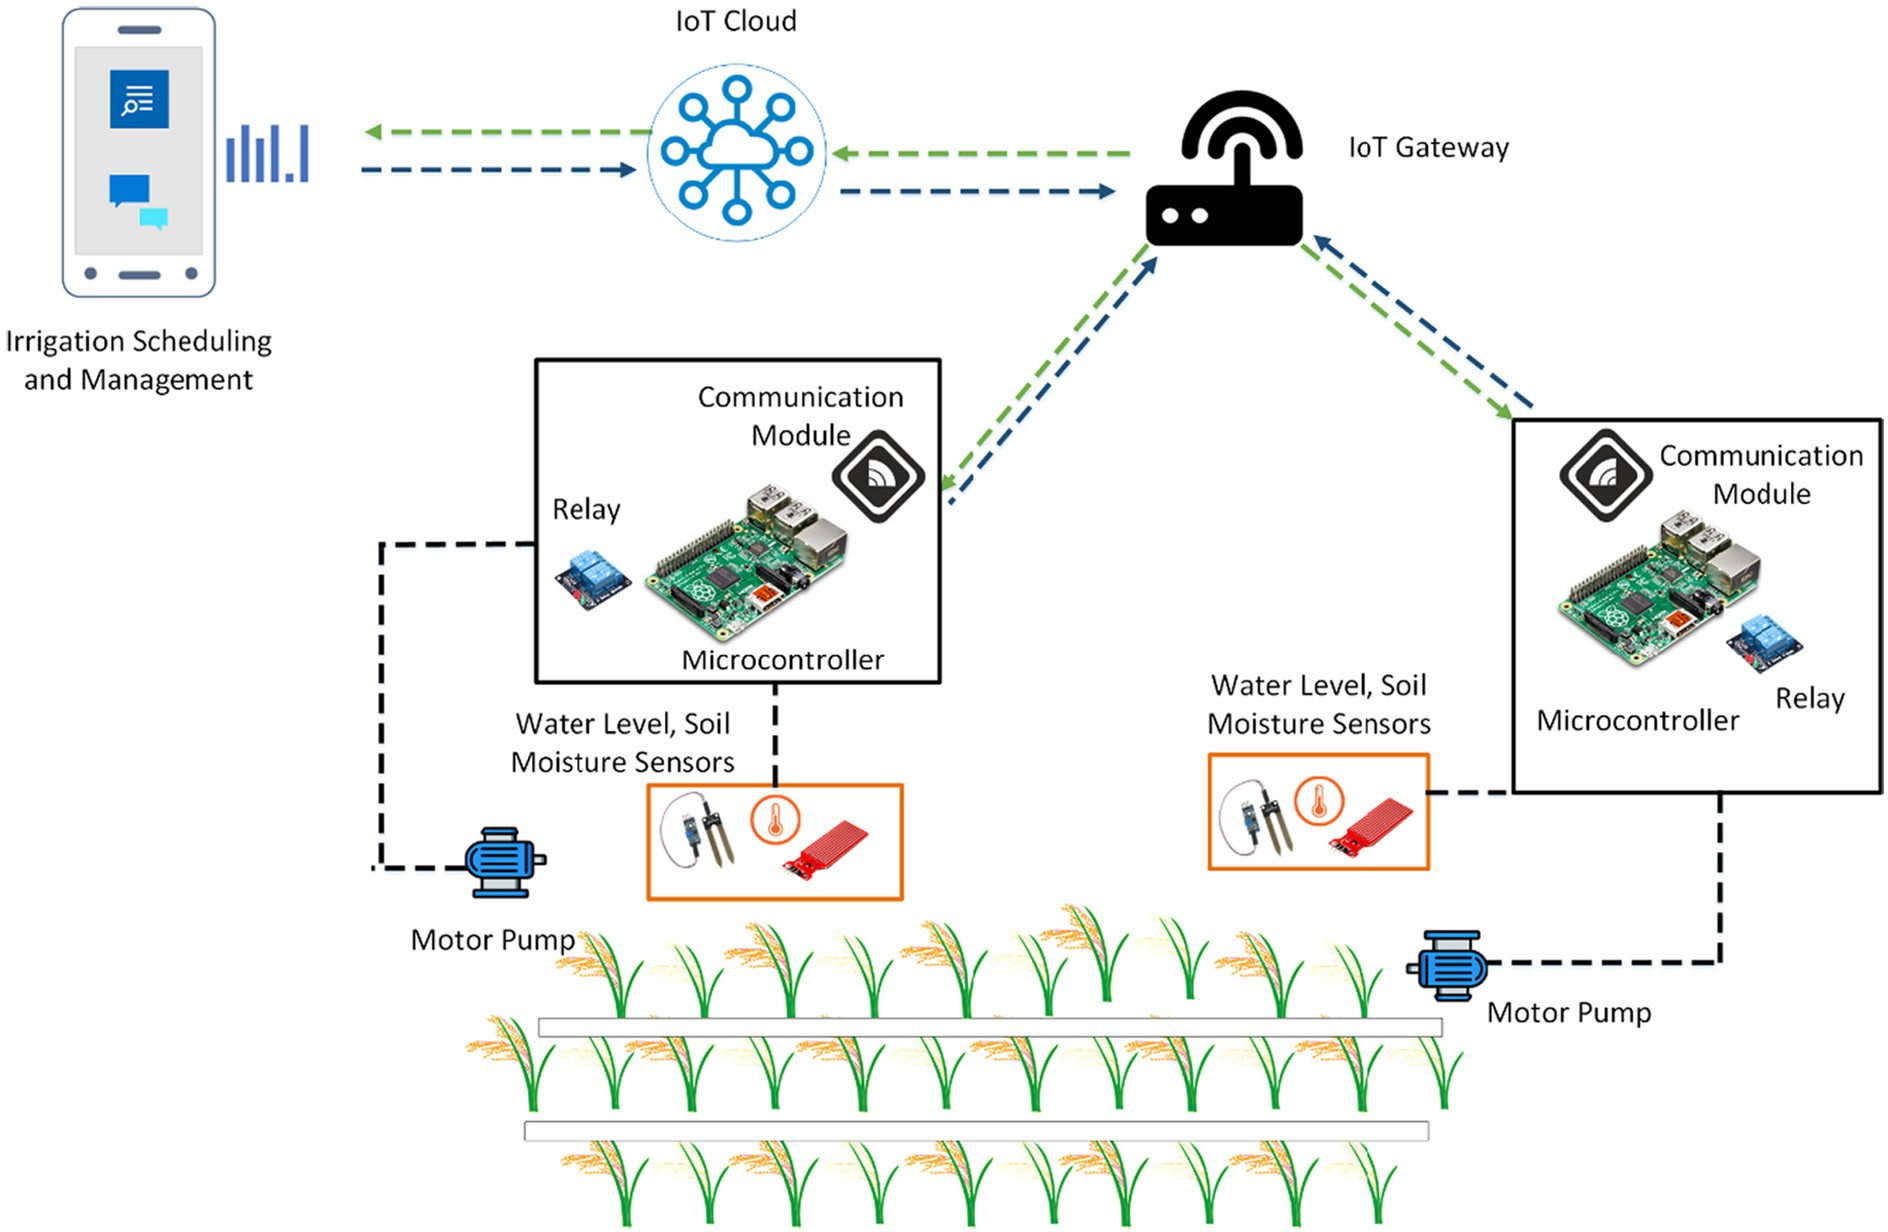 IoT Cloud
IoT Gateway
Irrigation Scheduling
and Management
Communication
Module
Relay
Microcontroller
Communication
Module
Relay
Microcontroller
Water Level, Soil
Moisture Sensors
Water Level, Soil
Moisture Sensors
Motor Pump
Motor Pump